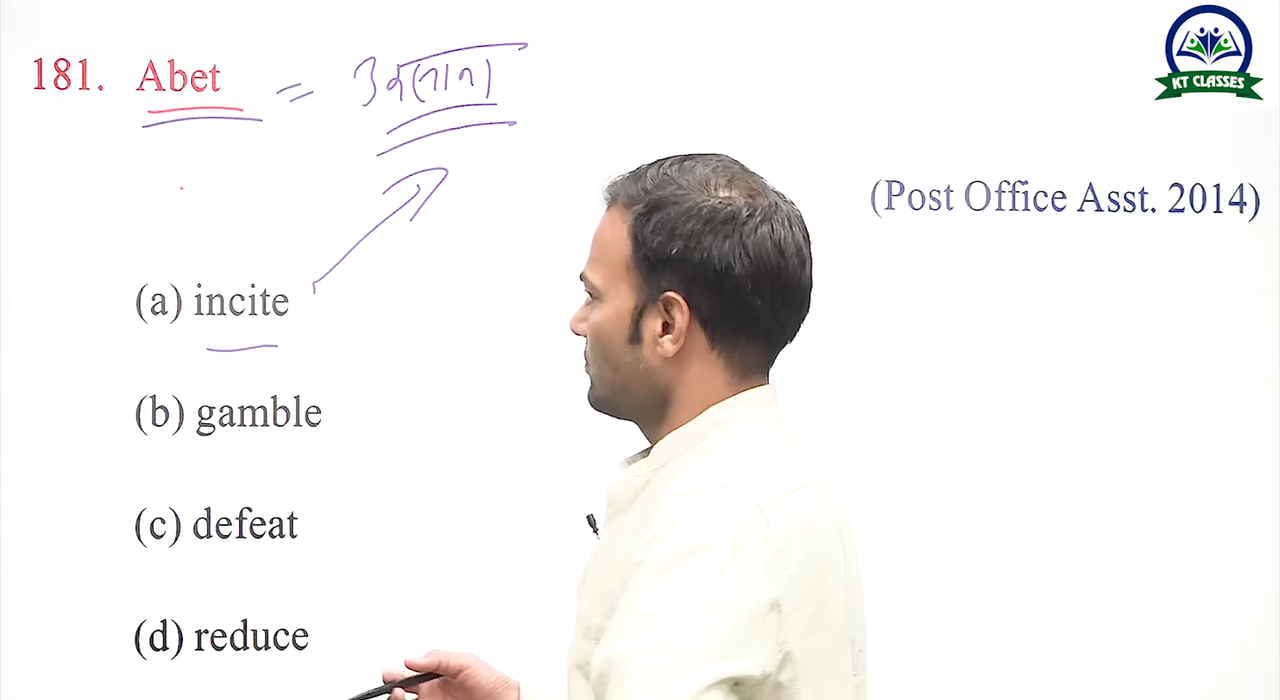 181. Abet = उकसाना
KT CLASSES
(Post Office Asst. 2014)
(a) incite
(b) gamble
(c) defeat
(d) reduce